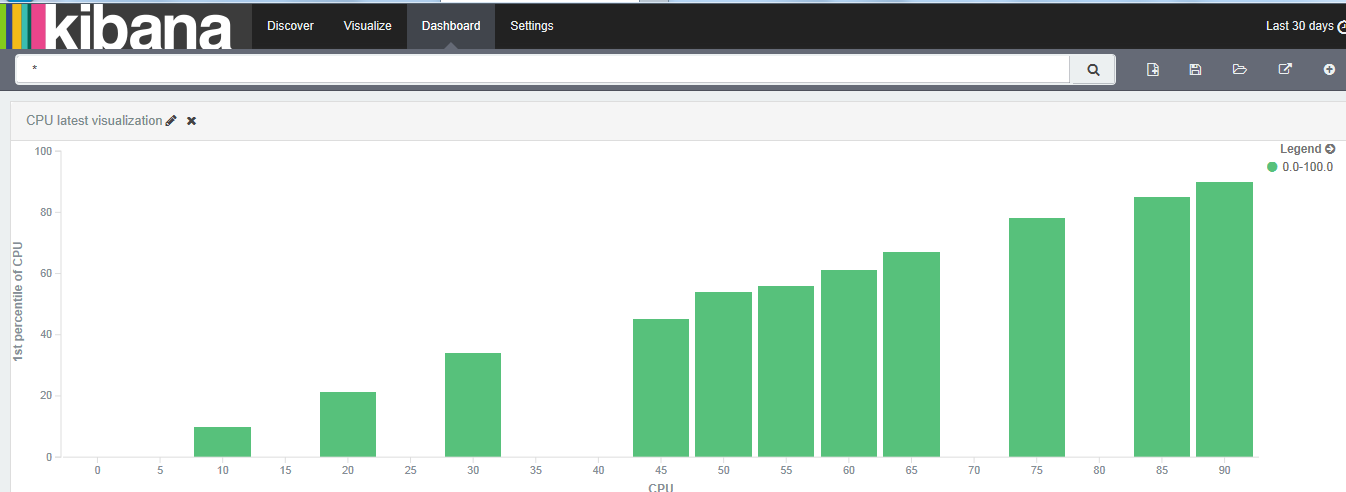 kibana Discover Visualize Dashboard Settings Last 30 days
*
CPU latest visualization
Legend
0.0-100.0
1st percentile of CPU
100
80
60
40
20
0
0 5 10 15 20 25 30 35 40 45 50 55 60 65 70 75 80 85 90
CPU